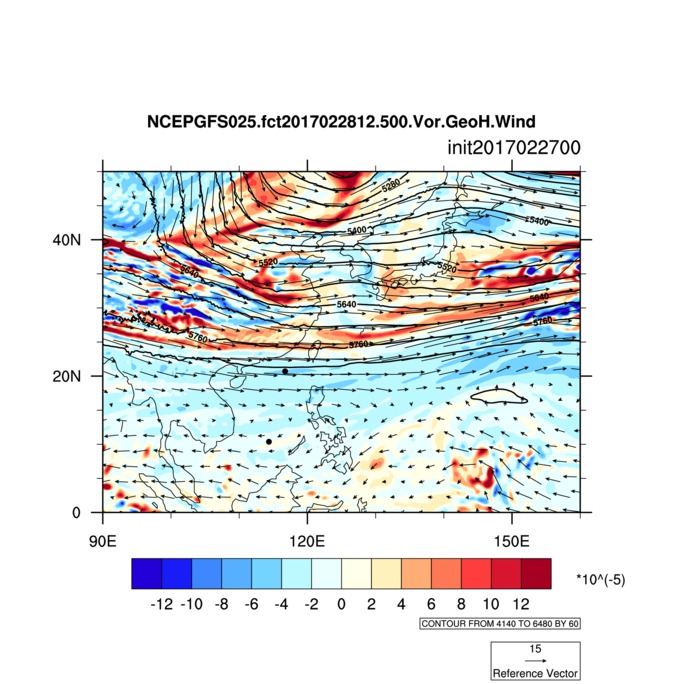 NCEPGFS025.fct2017022812.500.Vor.GeoH.Wind
init2017022700
5280
5400
5400
40N
5520
5520
5640
5640
5640
5760
5760
5760
20N
0
90E 120E 150E
-12 -10 -8 -6 -4 -2 0 2 4 6 8 10 12
*10^(-5)
CONTOUR FROM 4140 TO 6480 BY 60
15
Reference Vector